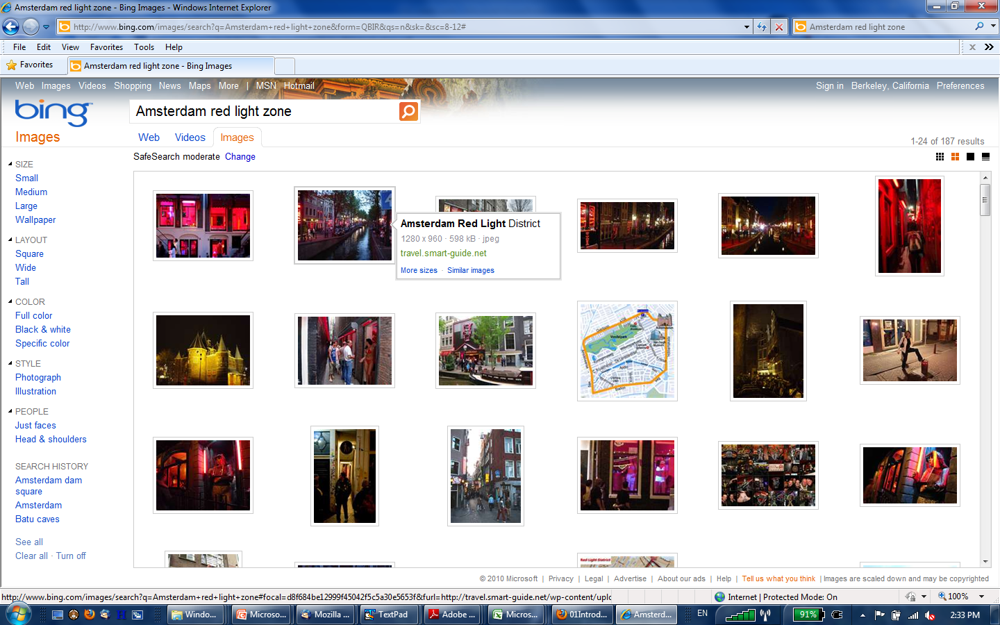 Amsterdam red light zone - Bing Images - Windows Internet Explorer
http://www.bing.com/images/search?q=Amsterdam+red+light+zone&form=QBIR&qs=n&sk=&sc=8-12#
Amsterdam red light zone
File Edit View Favorites Tools Help
Favorites
Amsterdam red light zone - Bing Images
Web Images Videos Shopping News Maps More | MSN Hotmail
Sign in Berkeley, California Preferences
bing
Amsterdam red light zone
Images
Web Videos Images
1-24 of 187 results
SafeSearch moderate Change
SIZE
Small
Medium
Large
Wallpaper
LAYOUT
Square
Wide
Tall
COLOR
Full color
Black & white
Specific color
STYLE
Photograph
Illustration
PEOPLE
Just faces
Head & shoulders
SEARCH HISTORY
Amsterdam dam
square
Amsterdam
Batu caves
See all
Clear all · Turn off
Amsterdam Red Light District
1280 x 960 · 598 kB · jpeg
travel.smart-guide.net
More sizes · Similar images
Vondelpark
Red Light District
© 2010 Microsoft | Privacy | Legal | Advertise | About our ads | Help | Tell us what you think | Images are scaled down and may be copyrighted
http://www.bing.com/images/search?q=Amsterdam+red+light+zone#focal=d8f684be12999f45042f5c5a30e5653f&furl=http://travel.smart-guide.net/wp-content/uplo
Internet | Protected Mode: On
100%
Windo...
Microso...
Mozilla ...
TextPad
Adobe ...
Micros...
01Introd...
Amsterd...
EN
91%
2:33 PM